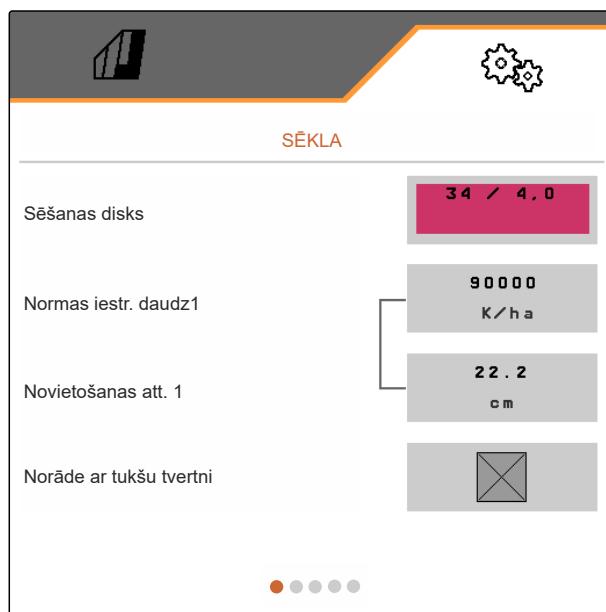 SĒKLA
Sēšanas disks
34 / 4,0
Normas iestr. daudz1
90000
K/ha
Novietošanas att. 1
22.2
cm
Norāde ar tukšu tvertni